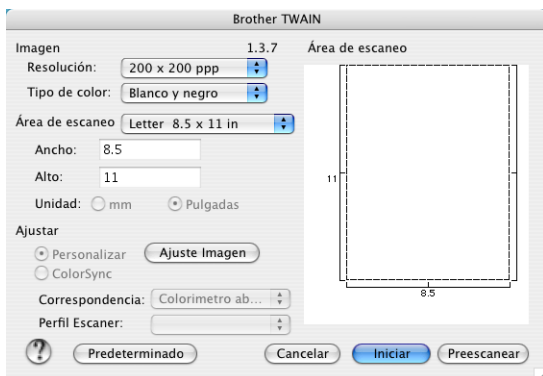 Brother TWAIN
Imagen 1.3.7
Resolución: 200 x 200 ppp
Tipo de color: Blanco y negro
Área de escaneo Letter 8.5 x 11 in
Ancho: 8.5
Alto: 11
Unidad: mm Pulgadas
Ajustar
Personalizar Ajuste Imagen
ColorSync
Correspondencia: Colorimetro ab...
Perfil Escaner:
Área de escaneo
11
8.5
? Predeterminado Cancelar Iniciar Preescanear